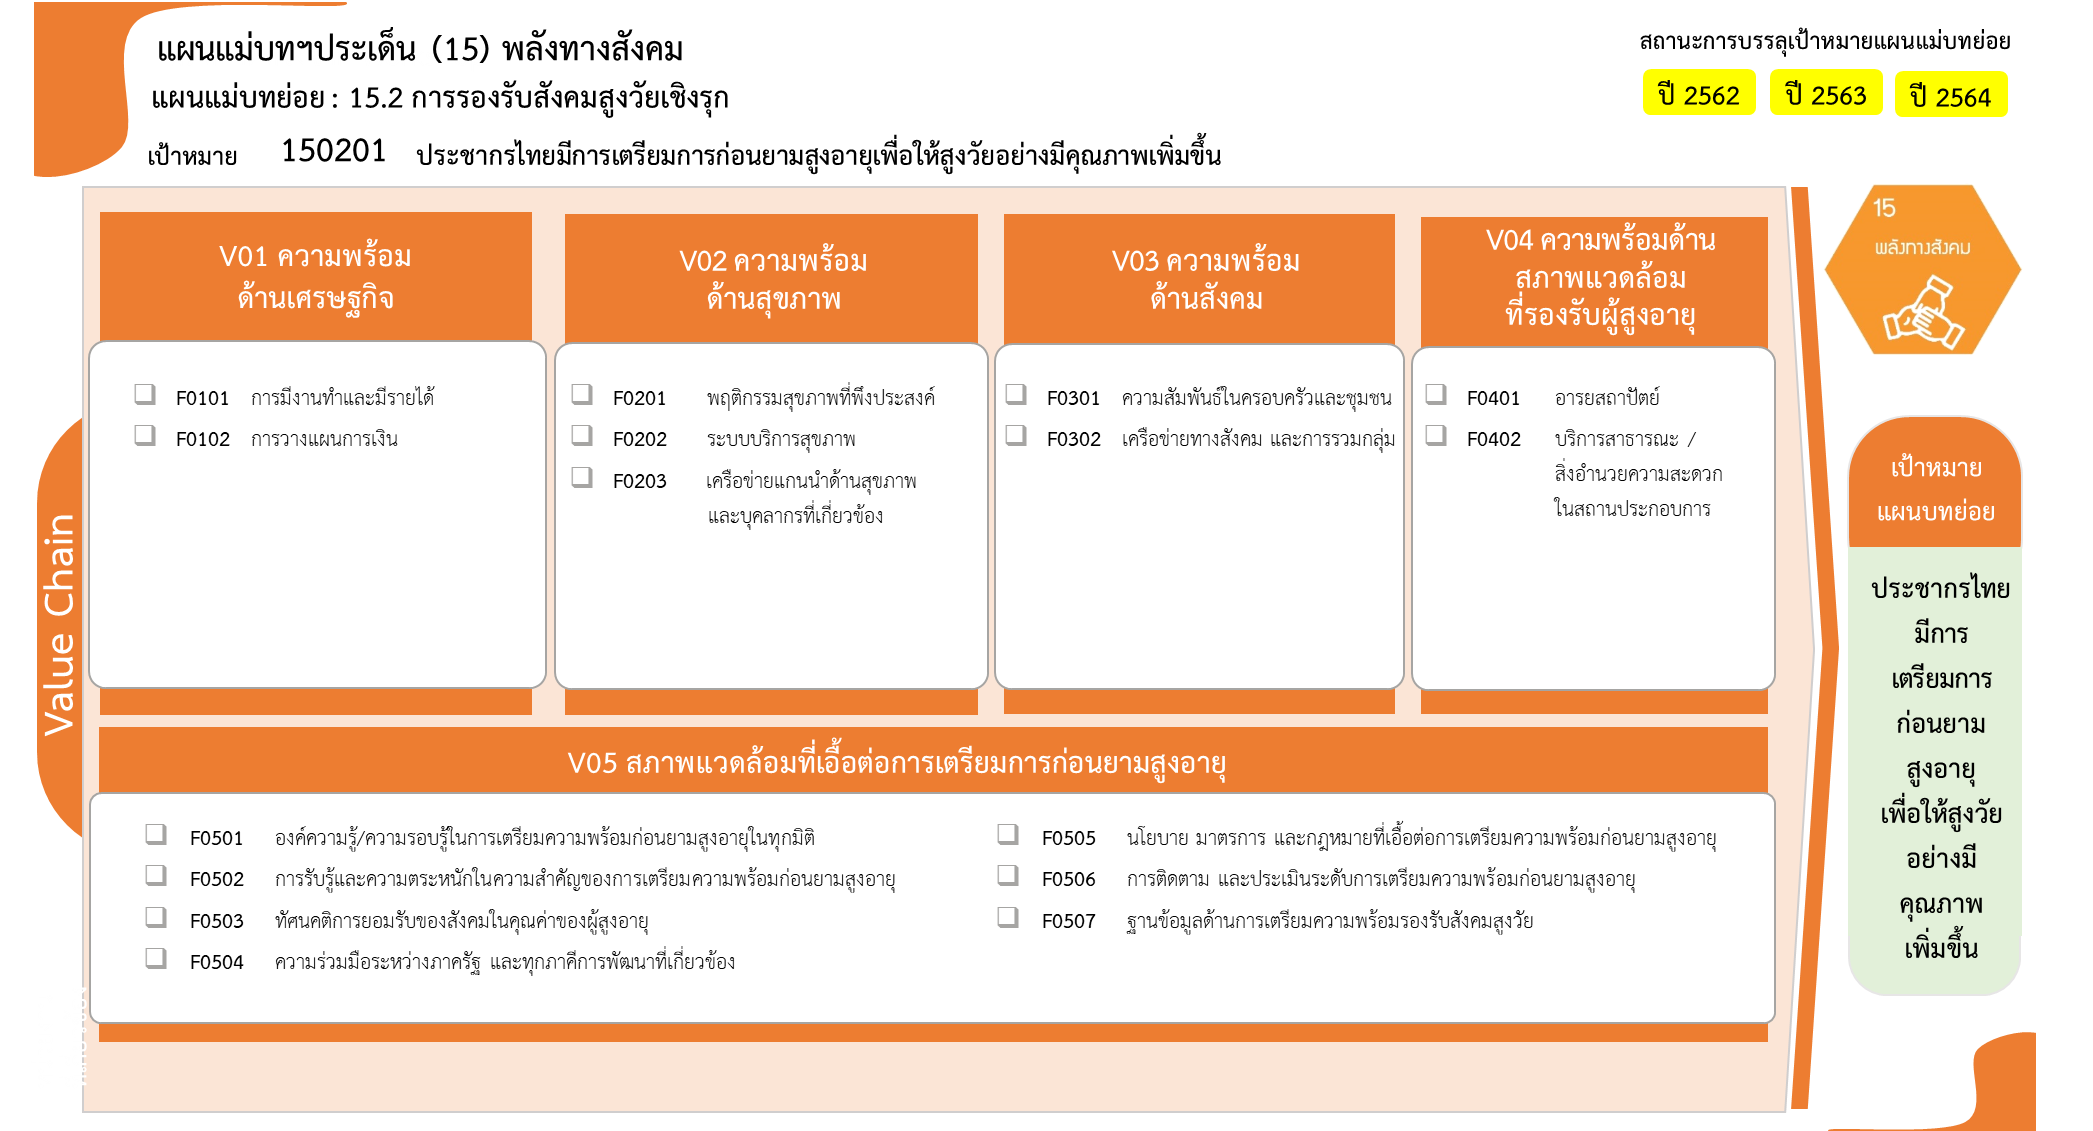 แผนแม่บทฯประเด็น (15) พลังทางสังคม
แผนแม่บทย่อย : 15.2 การรองรับสังคมสูงวัยเชิงรุก
เป้าหมาย 150201 ประชากรไทยมีการเตรียมการก่อนยามสูงอายุเพื่อให้สูงวัยอย่างมีคุณภาพเพิ่มขึ้น
สถานะการบรรลุเป้าหมายแผนแม่บทย่อย
ปี 2562 ปี 2563 ปี 2564
Value Chain
V01 ความพร้อม
ด้านเศรษฐกิจ
F0101 การมีงานทำและมีรายได้
F0102 การวางแผนการเงิน
V02 ความพร้อม
ด้านสุขภาพ
F0201 พฤติกรรมสุขภาพที่พึงประสงค์
F0202 ระบบบริการสุขภาพ
F0203 เครือข่ายแกนนำด้านสุขภาพ
และบุคลากรที่เกี่ยวข้อง
V03 ความพร้อม
ด้านสังคม
F0301 ความสัมพันธ์ในครอบครัวและชุมชน
F0302 เครือข่ายทางสังคม และการรวมกลุ่ม
V04 ความพร้อมด้าน
สภาพแวดล้อม
ที่รองรับผู้สูงอายุ
F0401 อารยสถาปัตย์
F0402 บริการสาธารณะ /
สิ่งอำนวยความสะดวก
ในสถานประกอบการ
V05 สภาพแวดล้อมที่เอื้อต่อการเตรียมการก่อนยามสูงอายุ
F0501 องค์ความรู้/ความรอบรู้ในการเตรียมความพร้อมก่อนยามสูงอายุในทุกมิติ
F0502 การรับรู้และความตระหนักในความสำคัญของการเตรียมความพร้อมก่อนยามสูงอายุ
F0503 ทัศนคติการยอมรับของสังคมในคุณค่าของผู้สูงอายุ
F0504 ความร่วมมือระหว่างภาครัฐ และทุกภาคีการพัฒนาที่เกี่ยวข้อง
F0505 นโยบาย มาตรการ และกฎหมายที่เอื้อต่อการเตรียมความพร้อมก่อนยามสูงอายุ
F0506 การติดตาม และประเมินระดับการเตรียมความพร้อมก่อนยามสูงอายุ
F0507 ฐานข้อมูลด้านการเตรียมความพร้อมรองรับสังคมสูงวัย
15
พลังทางสังคม
เป้าหมาย
แผนบทย่อย
ประชากรไทย
มีการ
เตรียมการ
ก่อนยาม
สูงอายุ
เพื่อให้สูงวัย
อย่างมี
คุณภาพ
เพิ่มขึ้น